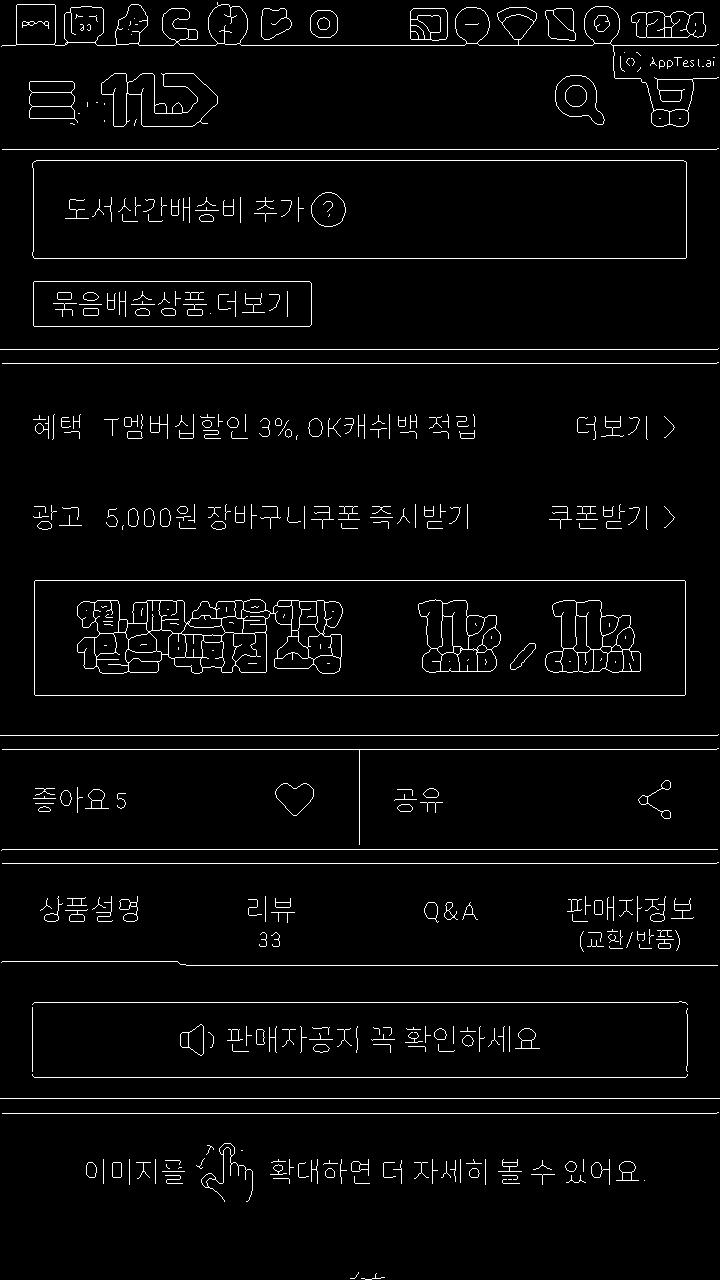 12:24
AppTest.ai
11
도서산간배송비 추가 ?
묶음배송상품 더보기
혜택 T멤버십할인 3%, OK캐쉬백 적립 더보기 >
광고 5,000원 장바구니쿠폰 즉시받기 쿠폰받기 >
9월, 매일 쇼핑을 하라9
1일은 백화점 쇼핑
11% CARD / 11% COUPON
좋아요 5 공유
상품설명 리뷰 Q&A 판매자정보
33 (교환/반품)
판매자공지 꼭 확인하세요
이미지를 확대하면 더 자세히 볼 수 있어요.